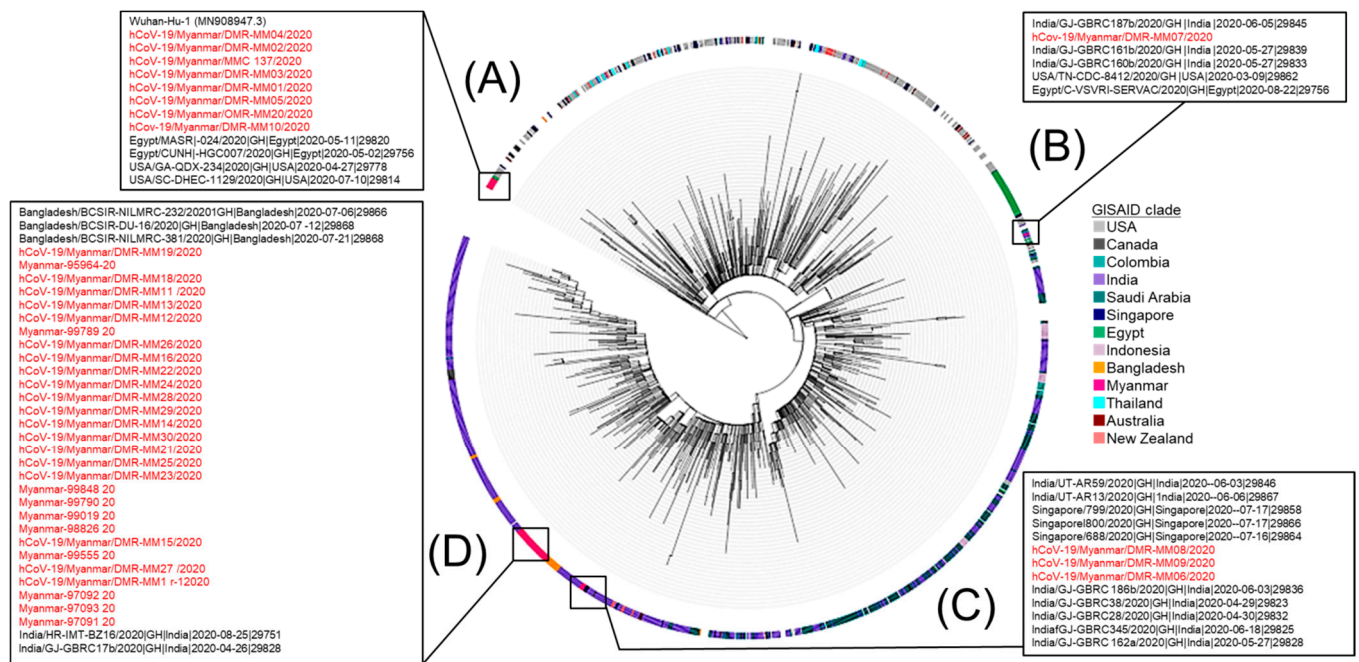 Wuhan-Hu-1 (MN908947.3)
hCoV-19/Myanmar/DMR-MM04/2020
hCoV-19/Myanmar/DMR-MM02/2020
hCoV-19/Myanmar/MMC 137/2020
hCoV-19/Myanmar/DMR-MM03/2020
hCoV-19/Myanmar/DMR-MM01/2020
hCoV-19/Myanmar/DMR-MM05/2020
hCoV-19/Myanmar/OMR-MM20/2020
hCov-19/Myanmar/DMR-MM10/2020
Egypt/MASR|-024/2020|GH|Egypt|2020-05-11|29820
Egypt/CUNH|-HGC007/2020|GH|Egypt|2020-05-02|29756
USA/GA-QDX-234|2020|GH|USA|2020-04-27|29778
USA/SC-DHEC-1129/2020|GH|USA|2020-07-10|29814
(A)
India/GJ-GBRC187b/2020/GH|India|2020-06-05|29845
hCov-19/Myanmar/DMR-MM07/2020
India/GJ-GBRC161b/2020/GH|India|2020-05-27|29839
India/GJ-GBRC160b/2020/GH|India|2020-05-27|29833
USA/TN-CDC-8412/2020/GH|USA|2020-03-09|29862
Egypt/C-VSVRI-SERVAC/2020|GH|Egypt|2020-08-22|29756
(B)
GISAID clade
USA
Canada
Colombia
India
Saudi Arabia
Singapore
Egypt
Indonesia
Bangladesh
Myanmar
Thailand
Australia
New Zealand
Bangladesh/BCSIR-NILMRC-232/20201GH|Bangladesh|2020-07-06|29866
Bangladesh/BCSIR-DU-16/2020|GH|Bangladesh|2020-07 -12|29868
Bangladesh/BCSIR-NILMRC-381/2020|GH|Bangladesh|2020-07-21|29868
hCoV-19/Myanmar/DMR-MM19/2020
Myanmar-95964-20
hCoV-19/Myanmar/DMR-MM18/2020
hCoV-19/Myanmar/DMR-MM11 /2020
hCoV-19/Myanmar/DMR-MM13/2020
hCoV-19/Myanmar/DMR-MM12/2020
Myanmar-99789 20
hCoV-19/Myanmar/DMR-MM26/2020
hCoV-19/Myanmar/DMR-MM16/2020
hCoV-19/Myanmar/DMR-MM22/2020
hCoV-19/Myanmar/DMR-MM24/2020
hCoV-19/Myanmar/DMR-MM28/2020
hCoV-19/Myanmar/DMR-MM29/2020
hCoV-19/Myanmar/DMR-MM14/2020
hCoV-19/Myanmar/DMR-MM30/2020
hCoV-19/Myanmar/DMR-MM21/2020
hCoV-19/Myanmar/DMR-MM25/2020
hCoV-19/Myanmar/DMR-MM23/2020
Myanmar-99848 20
Myanmar-99790 20
Myanmar-99019 20
Myanmar-98826 20
hCoV-19/Myanmar/DMR-MM15/2020
Myanmar-99555 20
hCoV-19/Myanmar/DMR-MM27 /2020
hCoV-19/Myanmar/DMR-MM1 r-12020
Myanmar-97092 20
Myanmar-97093 20
Myanmar-97091 20
India/HR-IMT-BZ16/2020|GH|India|2020-08-25|29751
India/GJ-GBRC17b/2020|GH|India|2020-04-26|29828
(D)
India/UT-AR59/2020|GH|India|2020--06-03|29846
India/UT-AR13/2020|GH|1ndia|2020--06-06|29867
Singapore/799/2020|GH|Singapore|2020--07-17|29858
Singapore|800/2020|GH|Singapore|2020--07-17|29866
Singapore/688/2020|GH|Singapore|2020--07-16|29864
hCoV-19/Myanmar/DMR-MM08/2020
hCoV-19/Myanmar/DMR-MM09/2020
hCoV-19/Myanmar/DMR-MM06/2020
India/GJ-GBRC 186b/2020|GH|India|2020-06-03|29836
India/GJ-GBRC38/2020|GH|India|2020-04-29|29823
India/GJ-GBRC28/2020|GH|India|2020-04-30|29832
IndiafGJ-GBRC345/2020|GH|India|2020-06-18|29825
India/GJ-GBRC 162a/2020|GH|India|2020-05-27|29828
(C)